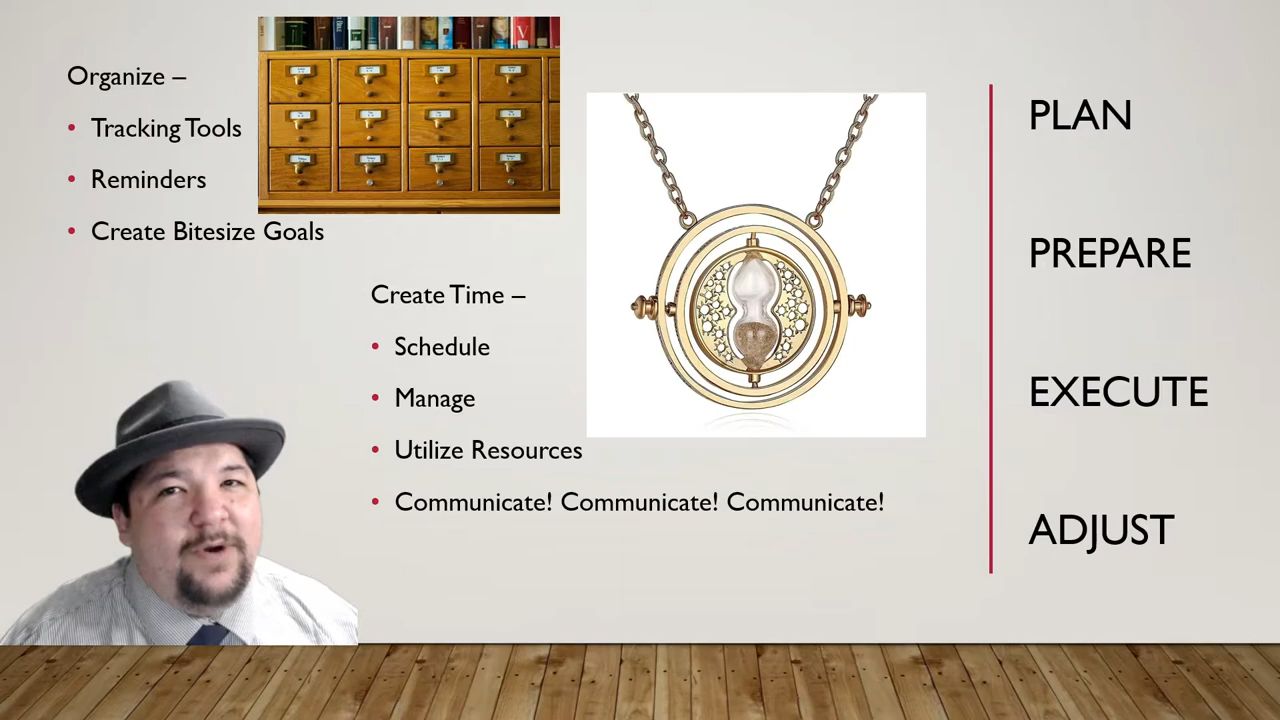 Organize –
• Tracking Tools
• Reminders
• Create Bitesize Goals
Create Time –
• Schedule
• Manage
• Utilize Resources
• Communicate! Communicate! Communicate!
PLAN
PREPARE
EXECUTE
ADJUST